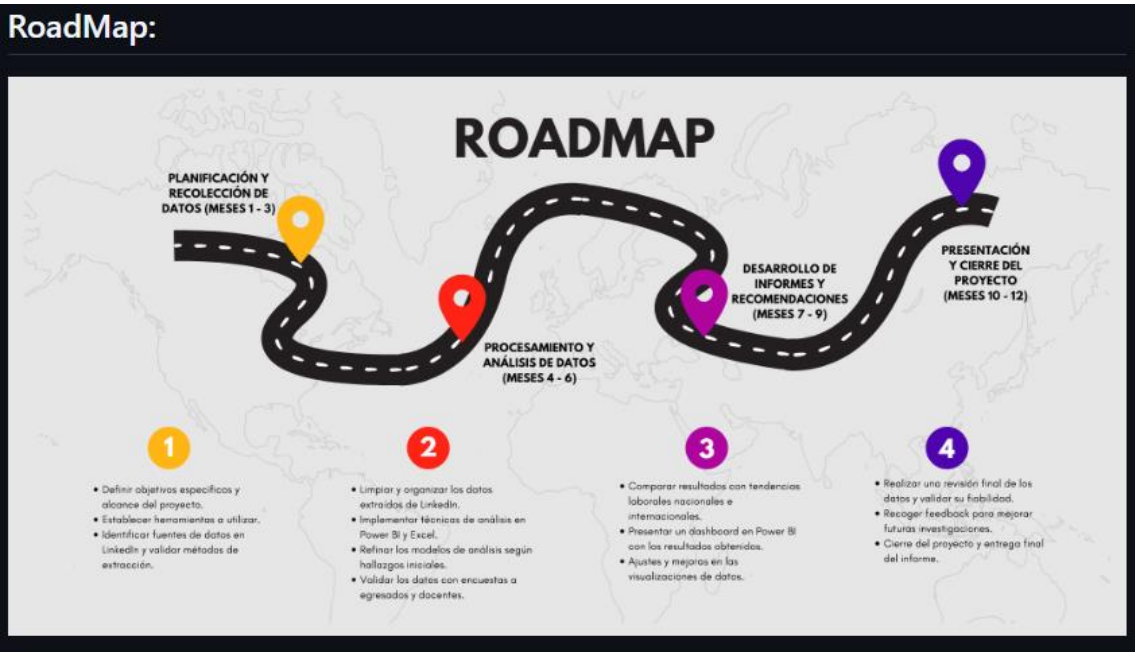 RoadMap:
ROADMAP
PLANIFICACIÓN Y
RECOLECCIÓN DE
DATOS (MESES 1 - 3)
PROCESAMIENTO Y
ANÁLISIS DE DATOS
(MESES 4 - 6)
DESARROLLO DE
INFORMES Y
RECOMENDACIONES
(MESES 7 - 9)
PRESENTACIÓN
Y CIERRE DEL
PROYECTO
(MESES 10 - 12)
1
• Definir objetivos específicos y
alcance del proyecto.
• Establecer herramientas a utilizar.
• Identificar fuentes de datos en
LinkedIn y validar métodos de
extracción.
2
• Limpiar y organizar los datos
extraídos de LinkedIn.
• Implementar técnicas de análisis en
Power BI y Excel.
• Refinar los modelos de análisis según
hallazgos iniciales.
• Validar los datos con encuestas a
egresados y docentes.
3
• Comparar resultados con tendencias
laborales nacionales e
internacionales.
• Presentar un dashboard en Power BI
con los resultados obtenidos.
• Ajustes y mejoras en las
visualizaciones de datos.
4
• Realizar una revisión final de los
datos y validar su fiabilidad.
• Recoger feedback para mejorar
futuras investigaciones.
• Cierre del proyecto y entrega final
del informe.